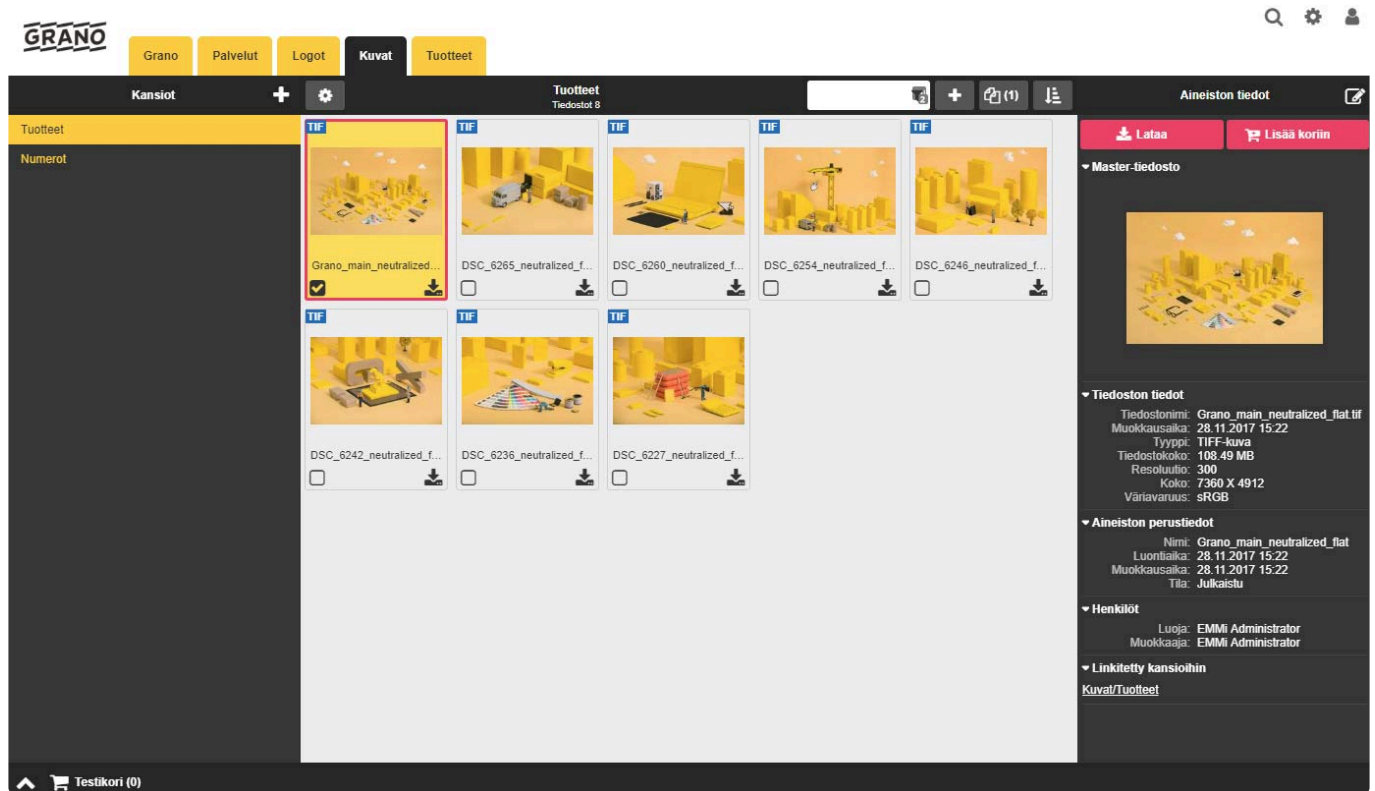 GRANO
Grano
Palvelut
Logot
Kuvat
Tuotteet
Kansiot
Tuotteet
Tiedostot 8
(1)
Aineiston tiedot
Tuotteet
Numerot
TIF
TIF
TIF
TIF
TIF
Grano_main_neutralized...
DSC_6265_neutralized_f...
DSC_6260_neutralized_f...
DSC_6254_neutralized_f...
DSC_6246_neutralized_f...
TIF
TIF
TIF
DSC_6242_neutralized_f...
DSC_6236_neutralized_f...
DSC_6227_neutralized_f...
Lataa
Lisää koriin
Master-tiedosto
Tiedoston tiedot
Tiedostonimi: Grano_main_neutralized_flat.tif
Muokkausaika: 28.11.2017 15:22
Tyyppi: TIFF-kuva
Tiedostokoko: 108.49 MB
Resoluutio: 300
Koko: 7360 X 4912
Väriavaruus: sRGB
Aineiston perustiedot
Nimi: Grano_main_neutralized_flat
Luontiaika: 28.11.2017 15:22
Muokkausaika: 28.11.2017 15:22
Tila: Julkaistu
Henkilöt
Luoja: EMMi Administrator
Muokkaaja: EMMi Administrator
Linkitetty kansioihin
Kuvat/Tuotteet
Testikori (0)